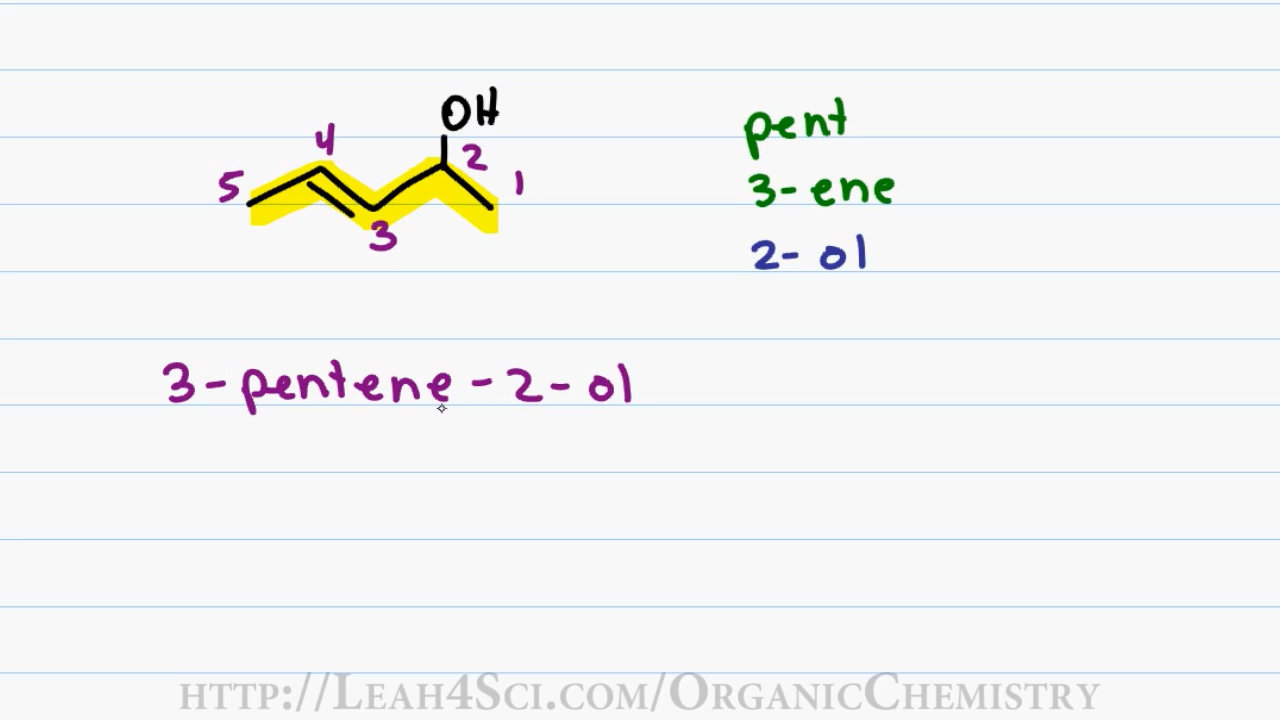 OH
4
2
5
1
3
pent
3-ene
2-ol
3-pentene-2-ol
HTTP://LEAH4SCI.COM/ORGANICCHEMISTRY